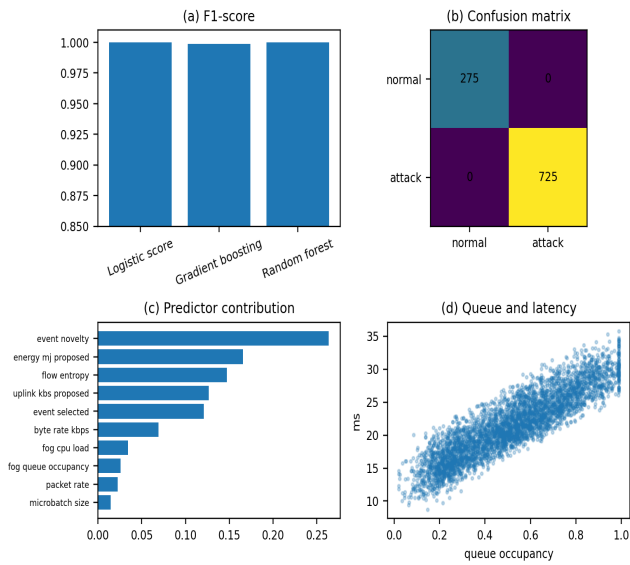 (a) F1-score
1.000
0.975
0.950
0.925
0.900
0.875
0.850
Logistic score
Gradient boosting
Random forest
(b) Confusion matrix
normal
attack
275
0
0
725
normal
attack
(c) Predictor contribution
event novelty
energy mj proposed
flow entropy
uplink kbs proposed
event selected
byte rate kbps
fog cpu load
fog queue occupancy
packet rate
microbatch size
0.00
0.05
0.10
0.15
0.20
0.25
(d) Queue and latency
ms
35
30
25
20
15
10
0.0
0.2
0.4
0.6
0.8
1.0
queue occupancy